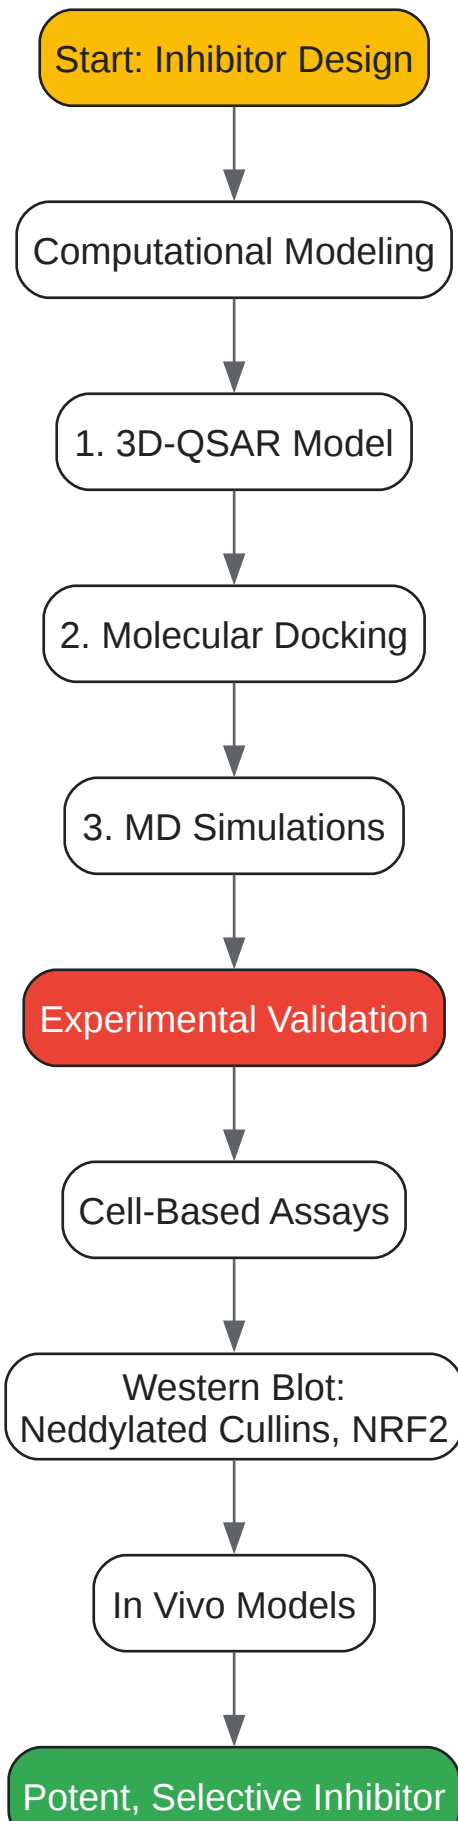 Start: Inhibitor Design
Computational Modeling
1. 3D-QSAR Model
2. Molecular Docking
3. MD Simulations
Experimental Validation
Cell-Based Assays
Western Blot:
Neddylated Cullins, NRF2
In Vivo Models
Potent, Selective Inhibitor